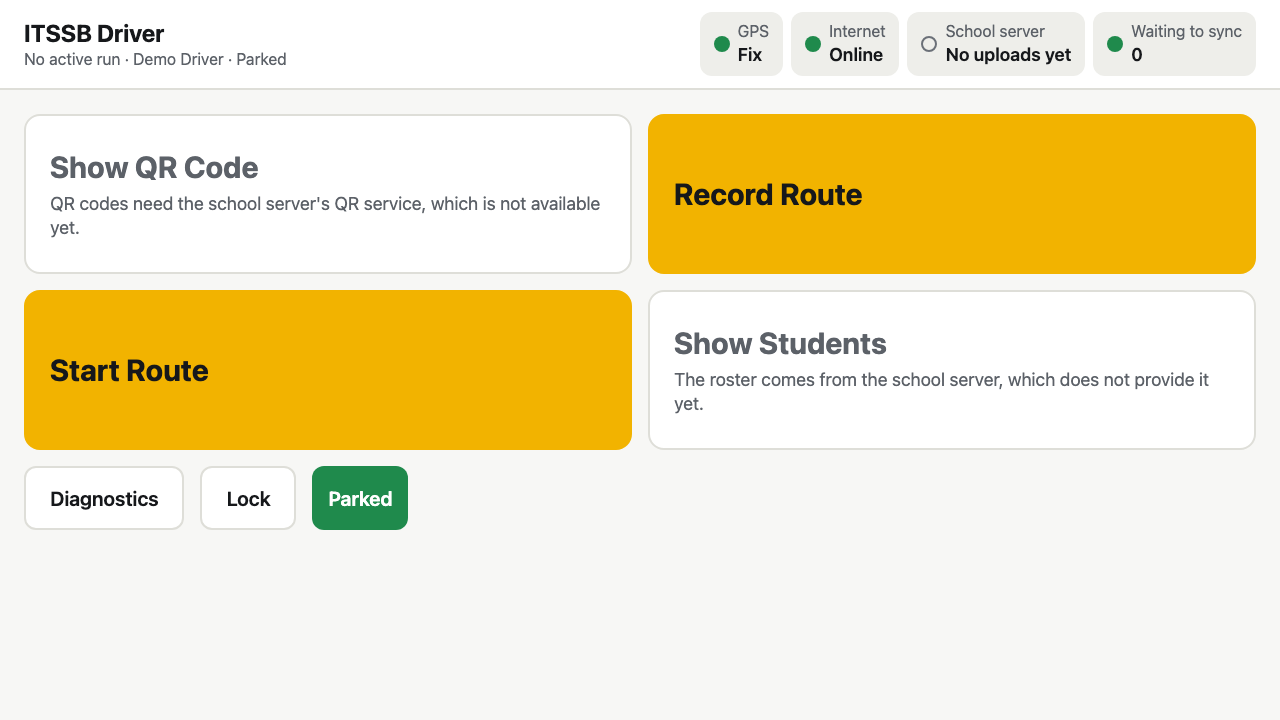 ITSSB Driver
No active run · Demo Driver · Parked
GPS
Fix
Internet
Online
School server
No uploads yet
Waiting to sync
0
Show QR Code
QR codes need the school server's QR service, which is not available
yet.
Record Route
Start Route
Show Students
The roster comes from the school server, which does not provide it
yet.
Diagnostics
Lock
Parked